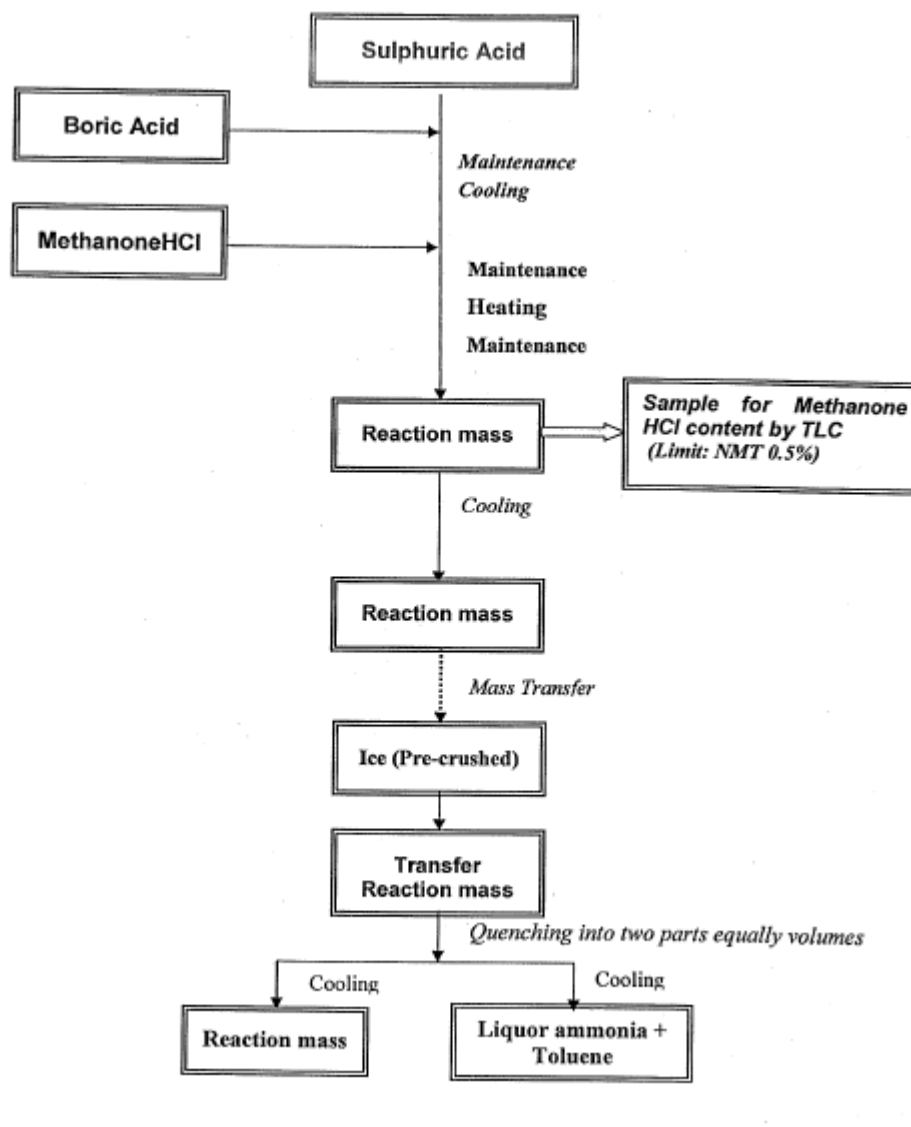 Sulphuric Acid
Boric Acid
Maintenance
Cooling
MethanoneHCl
Maintenance
Heating
Maintenance
Reaction mass
Sample for Methanone
HCl content by TLC
(Limit: NMT 0.5%)
Cooling
Reaction mass
Mass Transfer
Ice (Pre-crushed)
Transfer
Reaction mass
Quenching into two parts equally volumes
Cooling
Cooling
Reaction mass
Liquor ammonia +
Toluene